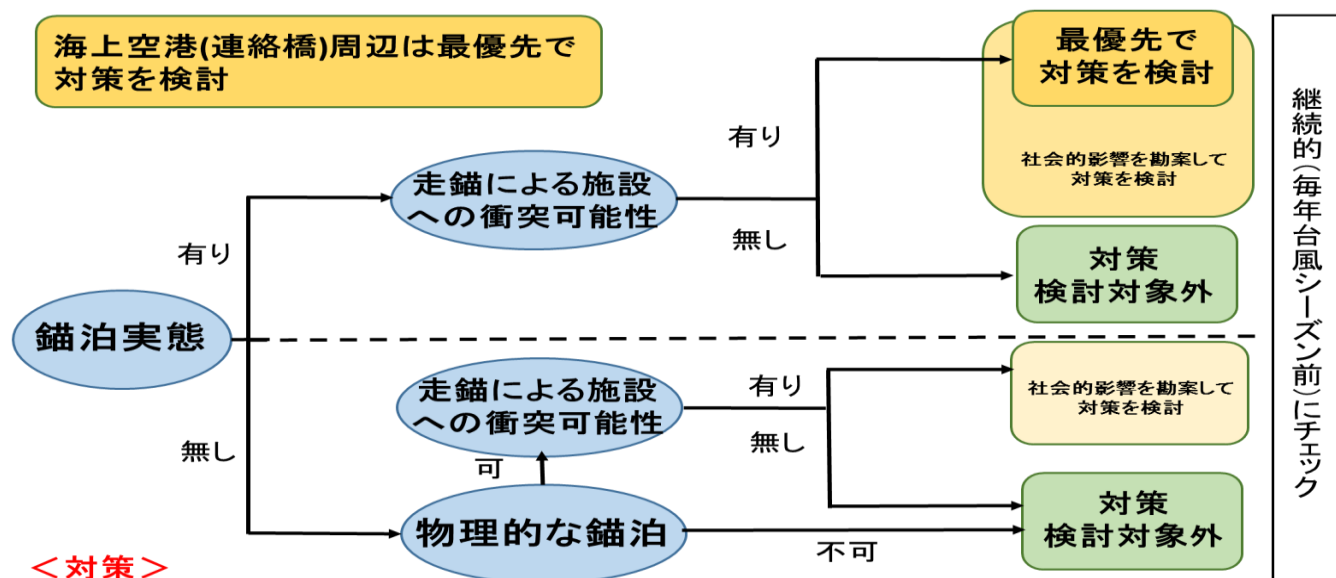 海上空港(連絡橋)周辺は最優先で
対策を検討
最優先で
対策を検討
社会的影響を勘案して
対策を検討
有り
走錨による施設
への衝突可能性
無し
対策
検討対象外
有り
錨泊実態
無し
走錨による施設
への衝突可能性
有り
無し
社会的影響を勘案して
対策を検討
可
物理的な錨泊
不可
対策
検討対象外
継続的(毎年台風シーズン前)にチェック
<対策>